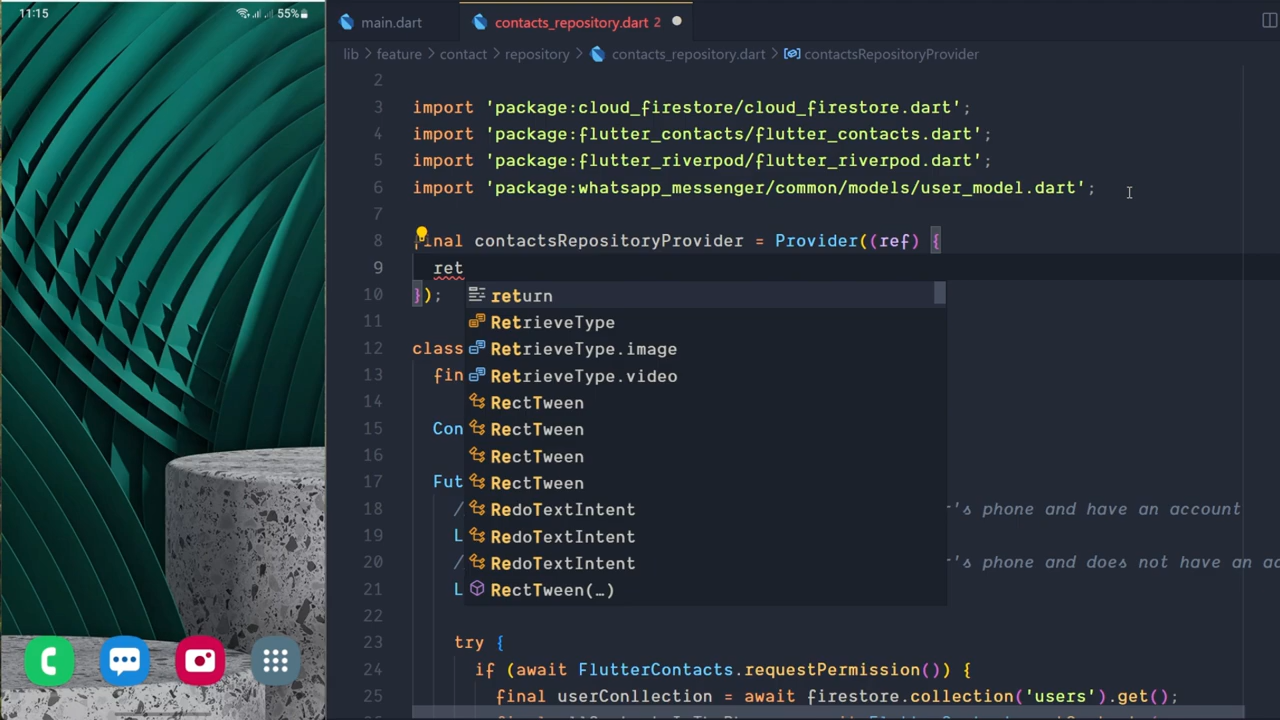 11:15 55%
main.dart contacts_repository.dart 2
lib > feature > contact > repository > contacts_repository.dart > contactsRepositoryProvider
2
3 import 'package:cloud_firestore/cloud_firestore.dart';
4 import 'package:flutter_contacts/flutter_contacts.dart';
5 import 'package:flutter_riverpod/flutter_riverpod.dart';
6 import 'package:whatsapp_messenger/common/models/user_model.dart';
7
8 final contactsRepositoryProvider = Provider((ref) {
9 ret
return
10 });
RetrieveType
11
RetrieveType.image
12 class
RetrieveType.video
13 fin
RectTween
14
RectTween
15 Con
RectTween
16
RectTween
17 Fut
RedoTextIntent
18 / r's phone and have an account
RedoTextIntent
19 L
RedoTextIntent
20 / r's phone and does not have an ac
RectTween(…)
21 L
22
23 try {
24 if (await FlutterContacts.requestPermission()) {
25 final userConllection = await firestore.collection('users').get();